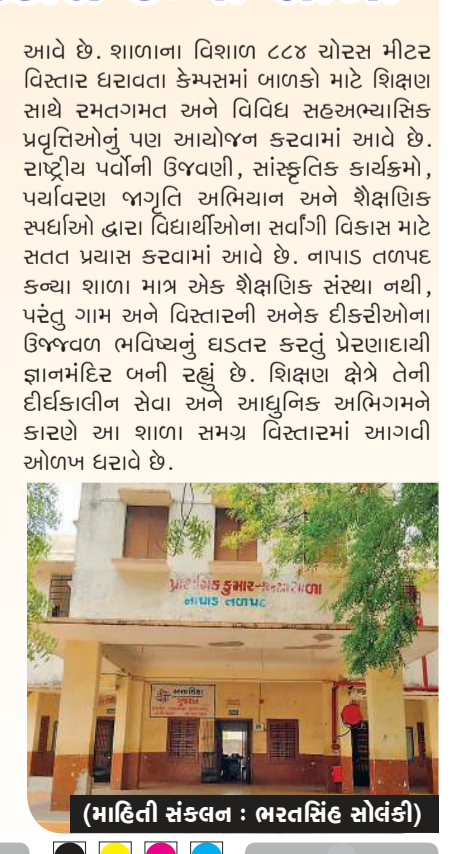 આવે છે. શાળાના વિશાળ ૮૮૪ ચોરસ મીટર
વિસ્તાર ધરાવતા કેમ્પસમાં બાળકો માટે શિક્ષણ
સાથે રમતગમત અને વિવિધ સહઅભ્યાસિક
પ્રવૃત્તિઓનું પણ આયોજન કરવામાં આવે છે.
રાષ્ટ્રીય પર્વોની ઉજવણી, સાંસ્કૃતિક કાર્યક્રમો,
પર્યાવરણ જાગૃતિ અભિયાન અને શૈક્ષણિક
સ્પર્ધાઓ દ્વારા વિદ્યાર્થીઓના સર્વાંગી વિકાસ માટે
સતત પ્રયાસ કરવામાં આવે છે. નાપાડ તળપદ
કન્યા શાળા માત્ર એક શૈક્ષણિક સંસ્થા નથી,
પરંતુ ગામ અને વિસ્તારની અનેક દીકરીઓના
ઉજ્જવળ ભવિષ્યનું ઘડતર કરતું પ્રેરણાદાયી
જ્ઞાનમંદિર બની રહ્યું છે. શિક્ષણ ક્ષેત્રે તેની
દીર્ઘકાલીન સેવા અને આધુનિક અભિગમને
કારણે આ શાળા સમગ્ર વિસ્તારમાં આગવી
ઓળખ ધરાવે છે.
પ્રાથમિક કુમાર-કન્યાશાળા
નાપાડ તળપદ
ગુજરાત
(માહિતી સંકલન : ભરતસિંહ સોલંકી)